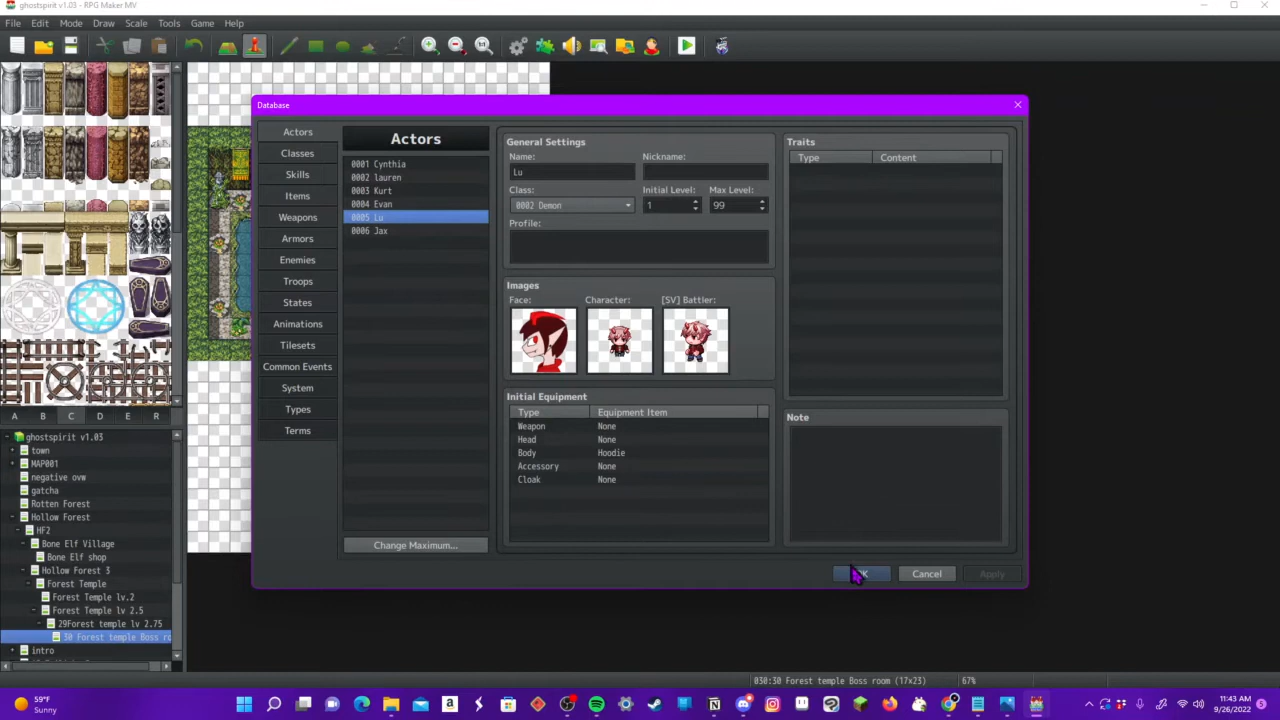 ghostspirit v1.03 - RPG Maker MV
File Edit Mode Draw Scale Tools Game Help
Database
Actors
Classes
Skills
Items
Weapons
Armors
Enemies
Troops
States
Animations
Tilesets
Common Events
System
Types
Terms
Actors
0001 Cynthia
0002 lauren
0003 Kurt
0004 Evan
0005 Lu
0006 Jax
Change Maximum...
General Settings
Name:
Lu
Nickname:
Class:
0002 Demon
Initial Level:
1
Max Level:
99
Profile:
Images
Face: Character: [SV] Battler:
Initial Equipment
Type Equipment Item
Weapon None
Head None
Body Hoodie
Accessory None
Cloak None
Traits
Type Content
Note
Cancel Apply
A B C D E R
ghostspirit v1.03
town
MAP001
negative ovw
gatcha
Rotten Forest
Hollow Forest
HF2
Bone Elf Village
Bone Elf shop
Hollow Forest 3
Forest Temple
Forest Temple lv.2
Forest Temple lv 2.5
29Forest temple lv 2.75
30 Forest temple Boss ro
intro
030:30 Forest temple Boss room (17x23) 67%
59°F
Sunny
11:43 AM
9/26/2022